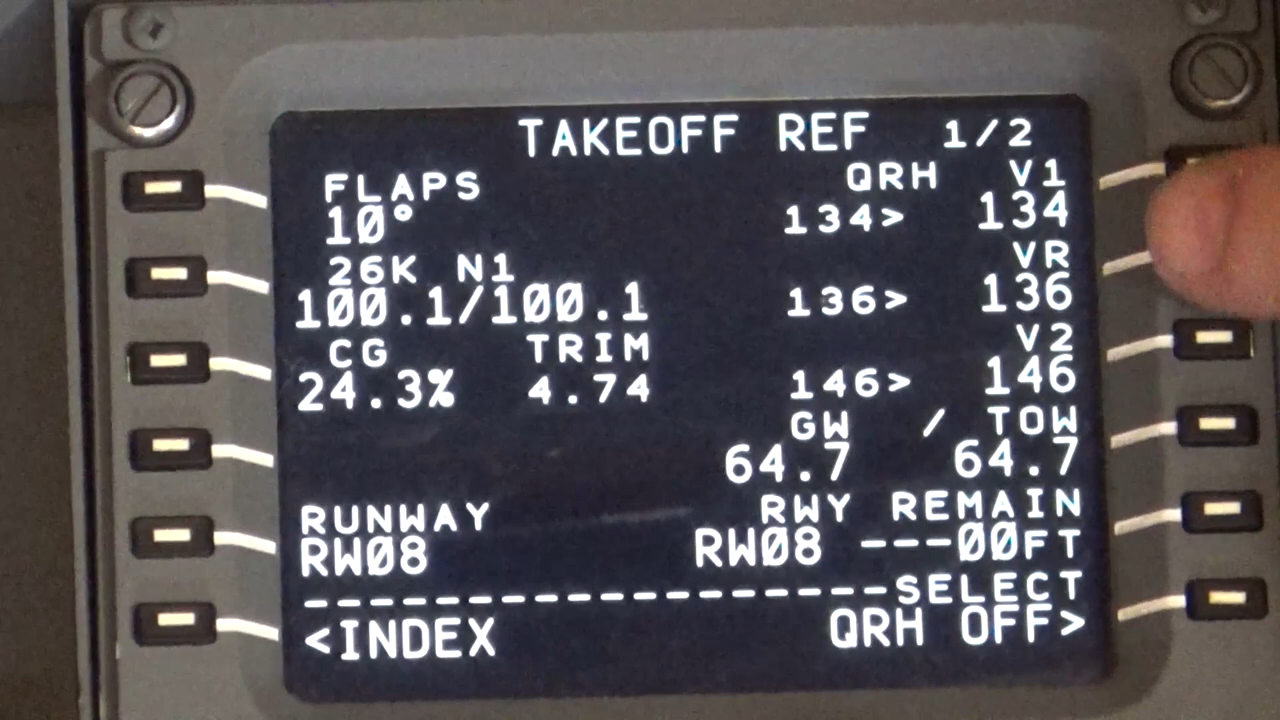 TAKEOFF REF 1/2
FLAPS QRH V1
10° 134> 134
26K N1 VR
100.1/100.1 136> 136
CG TRIM V2
24.3% 4.74 146> 146
GW / TOW
64.7 64.7
RUNWAY RWY REMAIN
RW08 RW08 ---00FT
------------------SELECT
<INDEX QRH OFF>